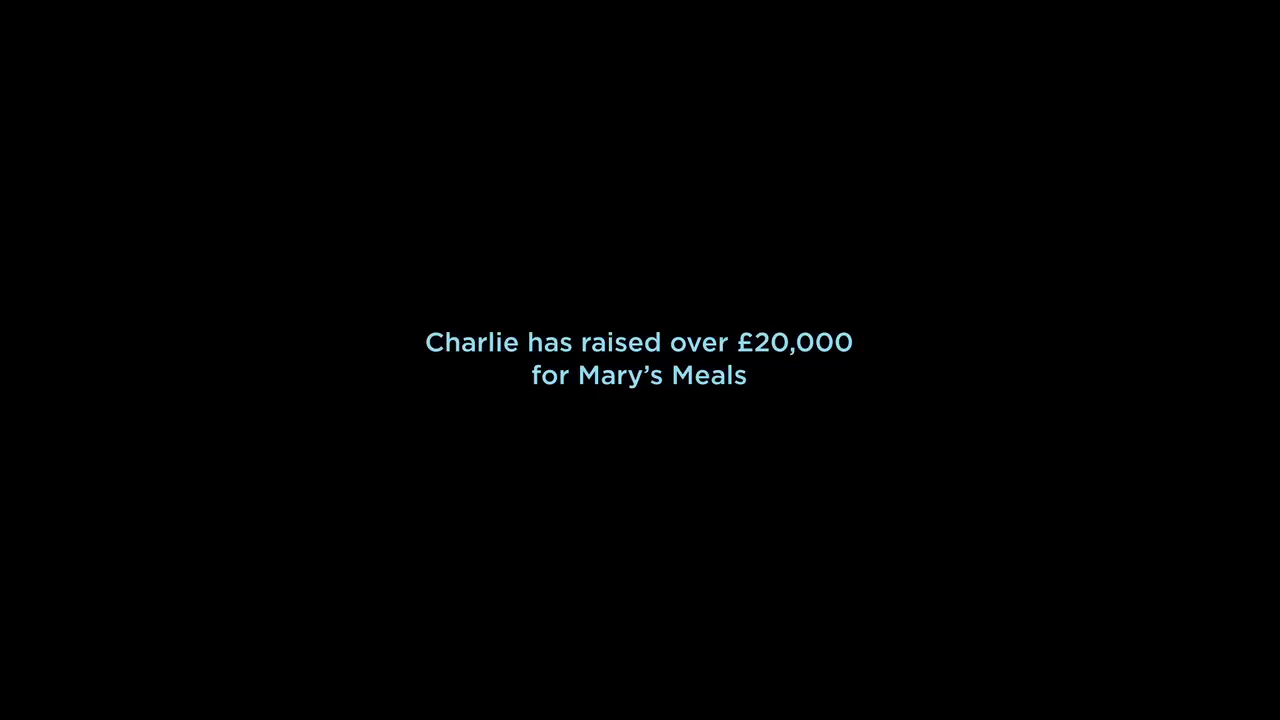 Charlie has raised over £20,000
for Mary’s Meals